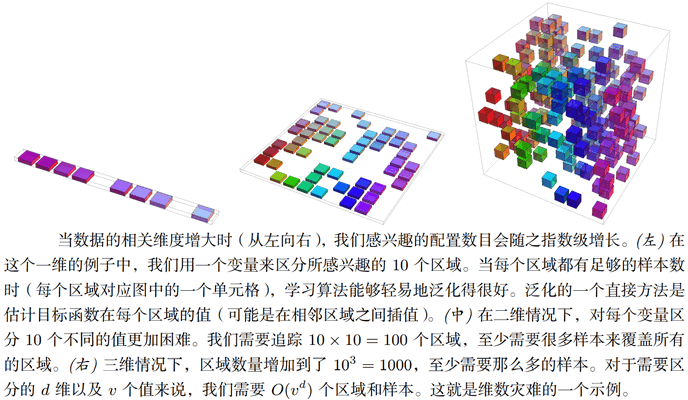 当数据的相关维度增大时（从左向右），我们感兴趣的配置数目会随之指数级增长。(左) 在
这个一维的例子中，我们用一个变量来区分所感兴趣的 10 个区域。当每个区域都有足够的样本数
时（每个区域对应图中的一个单元格），学习算法能够轻易地泛化得很好。泛化的一个直接方法是
估计目标函数在每个区域的值（可能是在相邻区域之间插值）。(中) 在二维情况下，对每个变量区
分 10 个不同的值更加困难。我们需要追踪 10 × 10 = 100 个区域，至少需要很多样本来覆盖所有
的区域。(右) 三维情况下，区域数量增加到了 10³ = 1000，至少需要那么多的样本。对于需要区
分的 d 维以及 v 个值来说，我们需要 O(vᵈ) 个区域和样本。这就是维数灾难的一个示例。